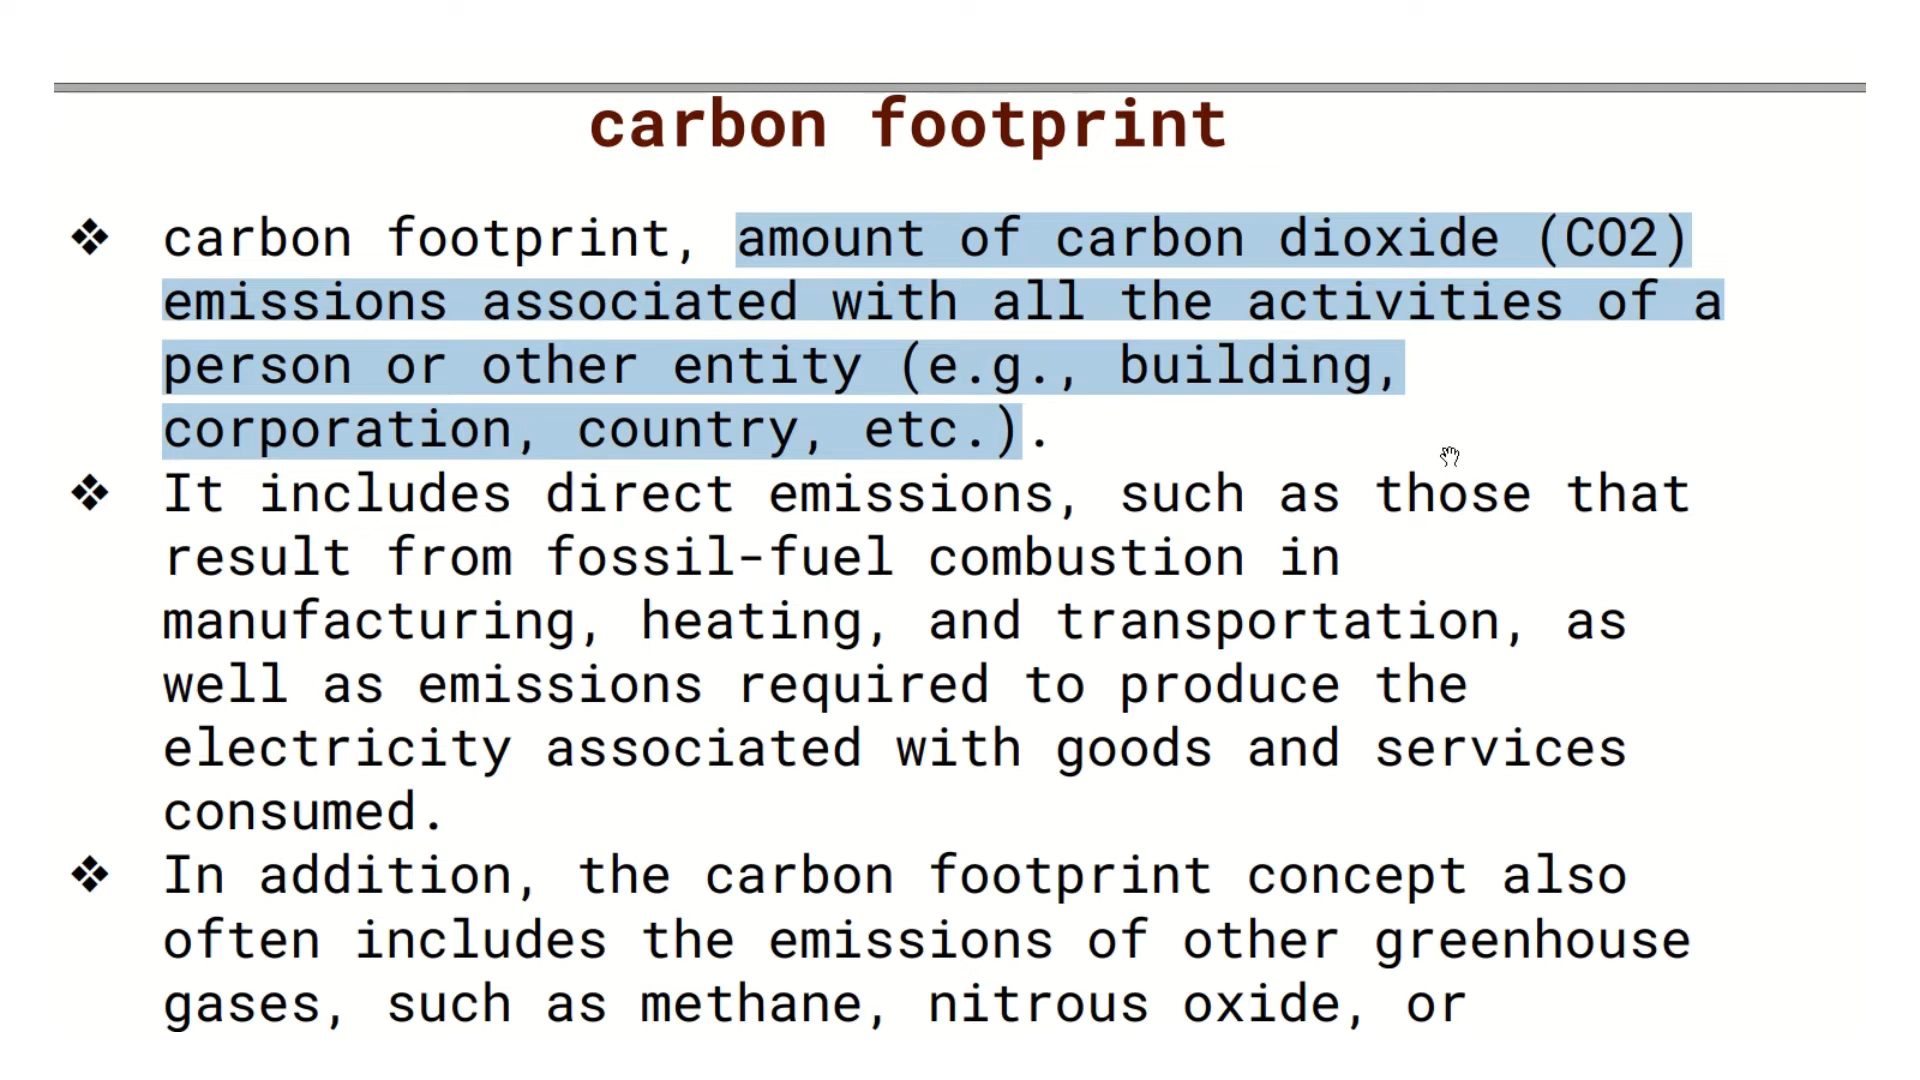 carbon footprint
❖ carbon footprint, amount of carbon dioxide (CO2)
emissions associated with all the activities of a
person or other entity (e.g., building,
corporation, country, etc.).
❖ It includes direct emissions, such as those that
result from fossil-fuel combustion in
manufacturing, heating, and transportation, as
well as emissions required to produce the
electricity associated with goods and services
consumed.
❖ In addition, the carbon footprint concept also
often includes the emissions of other greenhouse
gases, such as methane, nitrous oxide, or